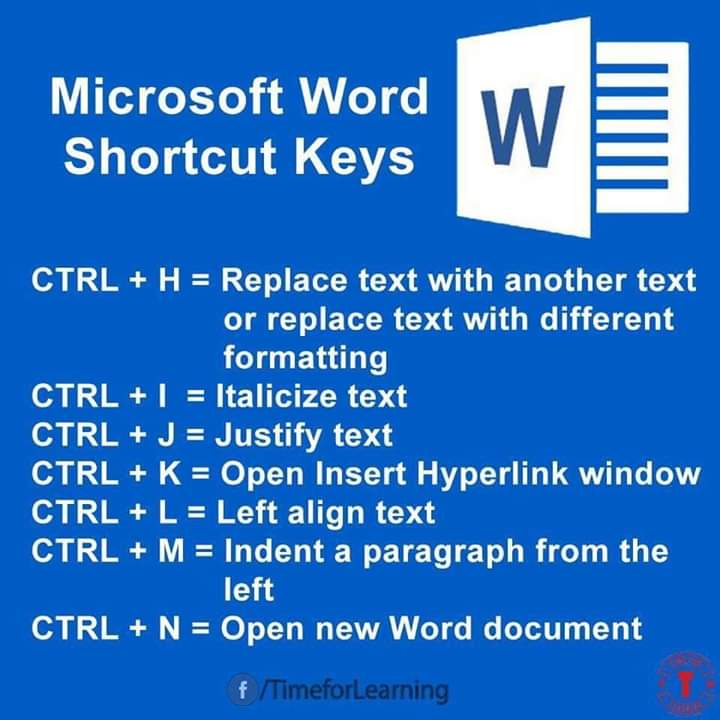 Microsoft Word
Shortcut Keys
W
CTRL + H = Replace text with another text
or replace text with different
formatting
CTRL + I = Italicize text
CTRL + J = Justify text
CTRL + K = Open Insert Hyperlink window
CTRL + L = Left align text
CTRL + M = Indent a paragraph from the
left
CTRL + N = Open new Word document
f /TimeforLearning
T